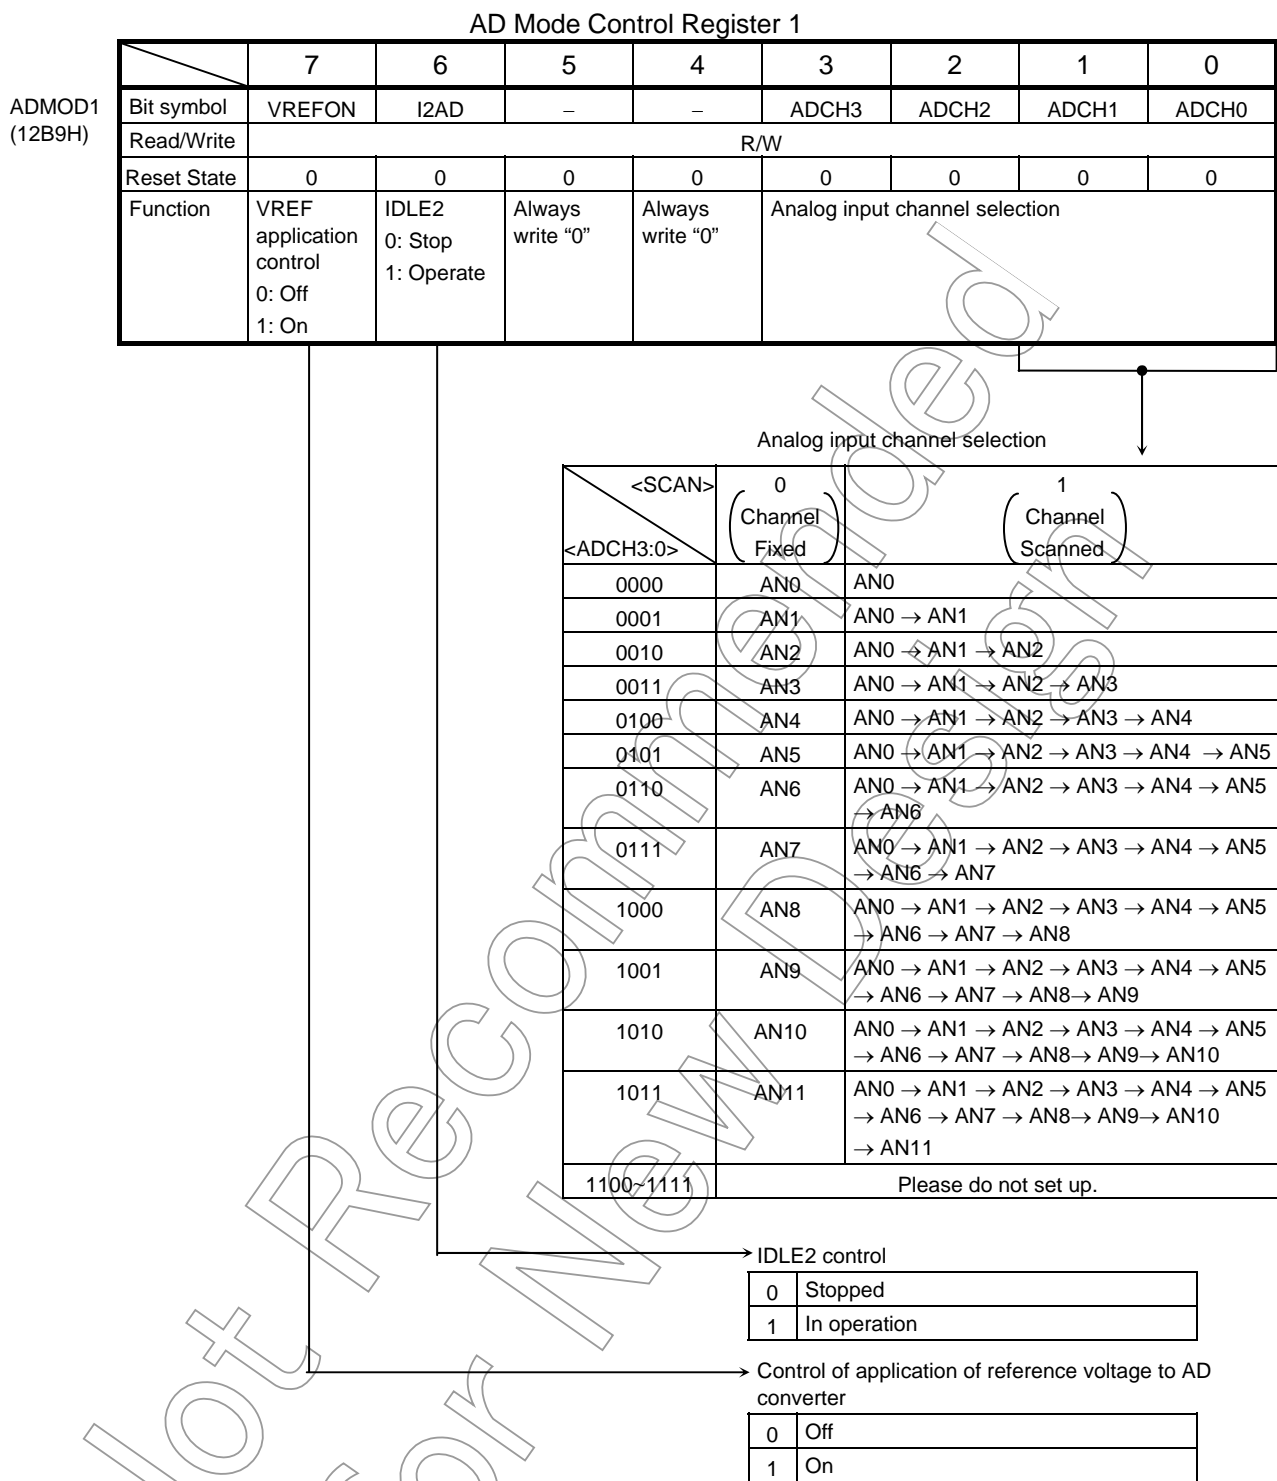 AD Mode Control Register 1
7 6 5 4 3 2 1 0
ADMOD1 Bit symbol VREFON I2AD – – ADCH3 ADCH2 ADCH1 ADCH0
(12B9H) Read/Write R/W
Reset State 0 0 0 0 0 0 0 0
Function VREF IDLE2 Always Always Analog input channel selection
application 0: Stop write “0” write “0”
control 1: Operate
0: Off
1: On
Analog input channel selection
<SCAN> 0 1
Channel Channel
<ADCH3:0> Fixed Scanned
0000 AN0 AN0
0001 AN1 AN0 → AN1
0010 AN2 AN0 → AN1 → AN2
0011 AN3 AN0 → AN1 → AN2 → AN3
0100 AN4 AN0 → AN1 → AN2 → AN3 → AN4
0101 AN5 AN0 → AN1 → AN2 → AN3 → AN4 → AN5
0110 AN6 AN0 → AN1 → AN2 → AN3 → AN4 → AN5
→ AN6
0111 AN7 AN0 → AN1 → AN2 → AN3 → AN4 → AN5
→ AN6 → AN7
1000 AN8 AN0 → AN1 → AN2 → AN3 → AN4 → AN5
→ AN6 → AN7 → AN8
1001 AN9 AN0 → AN1 → AN2 → AN3 → AN4 → AN5
→ AN6 → AN7 → AN8→ AN9
1010 AN10 AN0 → AN1 → AN2 → AN3 → AN4 → AN5
→ AN6 → AN7 → AN8→ AN9→ AN10
1011 AN11 AN0 → AN1 → AN2 → AN3 → AN4 → AN5
→ AN6 → AN7 → AN8→ AN9→ AN10
→ AN11
1100~1111 Please do not set up.
IDLE2 control
0 Stopped
1 In operation
Control of application of reference voltage to AD
converter
0 Off
1 On
Not Recommended
for New Design